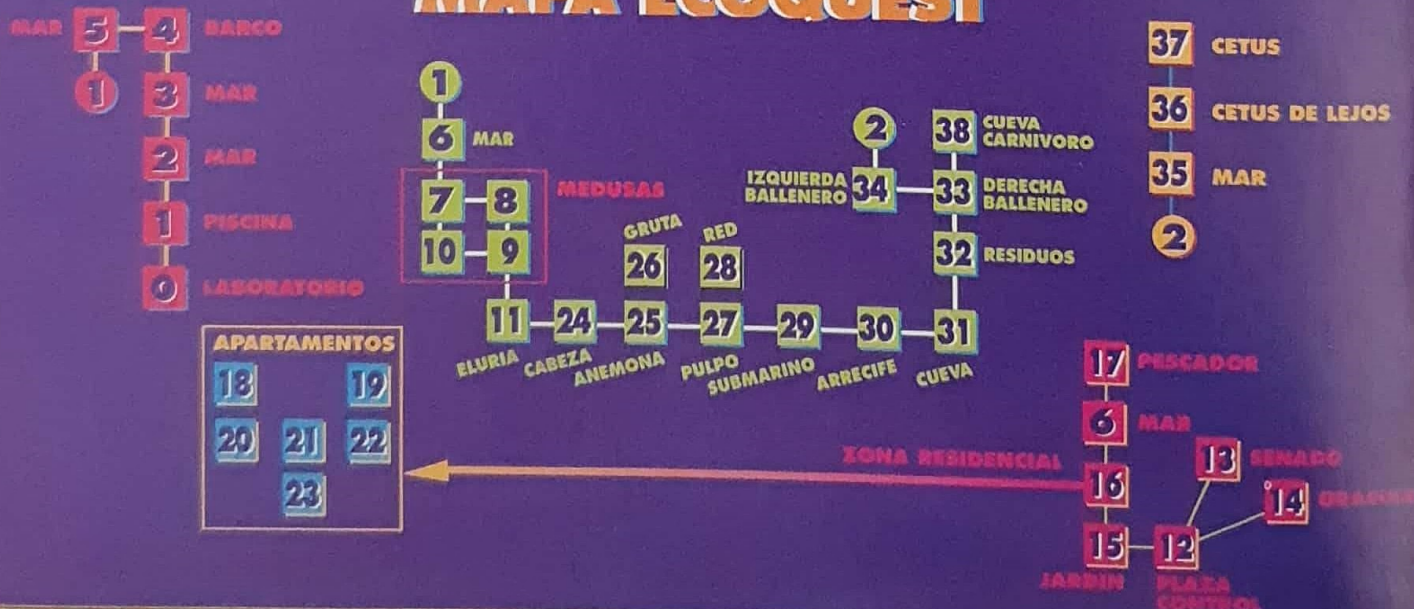 MAPA ECOQUEST
MAR 5 4 BARCO
1 3 MAR
2 MAR
1 PISCINA
0 LABORATORIO
1
6 MAR
7 8 MEDUSAS
10 9
GRUTA RED
26 28
11 24 25 27 29 30 31
ELURIA CABEZA ANEMONA PULPO SUBMARINO ARRECIFE CUEVA
2 38 CUEVA
CARNIVORO
IZQUIERDA
BALLENERO 34 33 DERECHA
BALLENERO
32 RESIDUOS
37 CETUS
36 CETUS DE LEJOS
35 MAR
2
APARTAMENTOS
18 19
20 21 22
23
17 PESCADOR
6 MAR
ZONA RESIDENCIAL
16 13 SENADO
14
15 12
JARDIN PLAZA
CONTROL